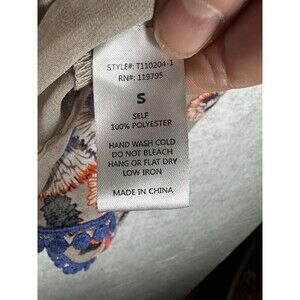 STYLE#: T110204-1
RN#: 119795
S
SELF
100% POLYESTER
HAND WASH COLD
DO NOT BLEACH
HANG OR FLAT DRY
LOW IRON
MADE IN CHINA